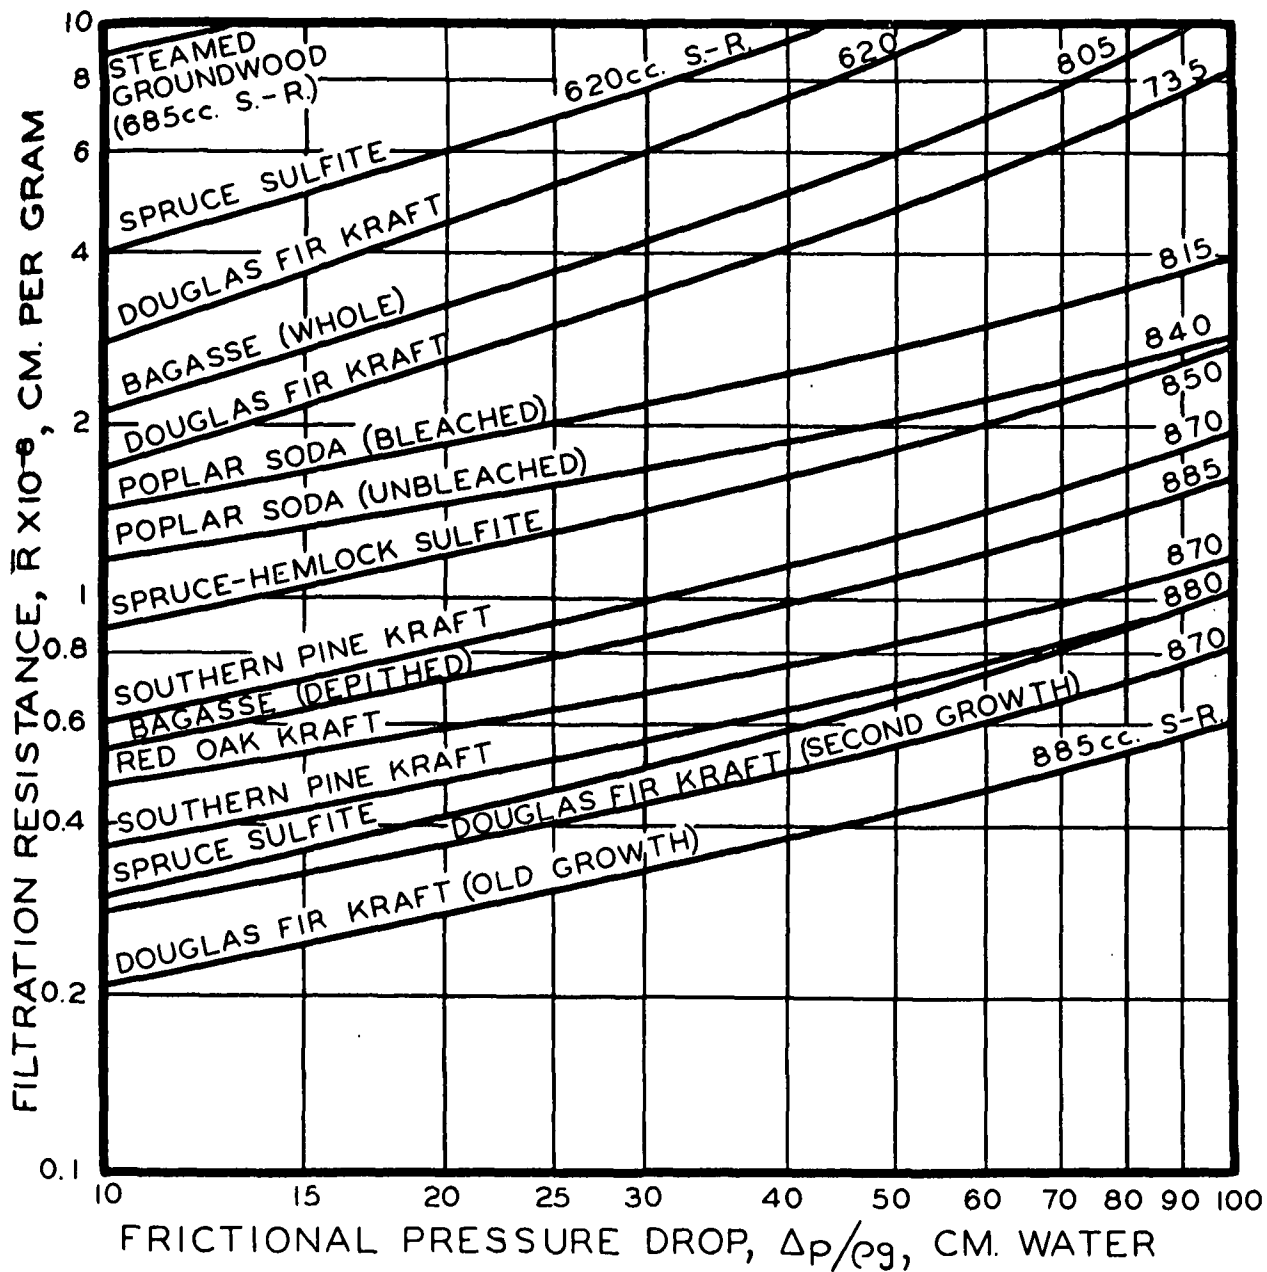 FILTRATION RESISTANCE, R̅ X10⁻⁸, CM. PER GRAM
10
8
6
4
2
1
0.8
0.6
0.4
0.2
0.1
STEAMED
GROUNDWOOD
(685cc. S.-R.)
SPRUCE SULFITE
620cc. S.-R.
DOUGLAS FIR KRAFT
620
BAGASSE (WHOLE)
805
DOUGLAS FIR KRAFT
735
POPLAR SODA (BLEACHED)
815
POPLAR SODA (UNBLEACHED)
840
SPRUCE-HEMLOCK SULFITE
850
SOUTHERN PINE KRAFT
870
BAGASSE (DEPITHED)
885
RED OAK KRAFT
870
SOUTHERN PINE KRAFT
880
SPRUCE SULFITE
DOUGLAS FIR KRAFT (SECOND GROWTH)
870
DOUGLAS FIR KRAFT (OLD GROWTH)
885cc. S-R.
10 15 20 25 30 40 50 60 70 80 90 100
FRICTIONAL PRESSURE DROP, Δp/ρg, CM. WATER